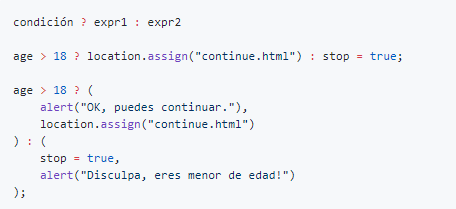 condición ? expr1 : expr2
age > 18 ? location.assign("continue.html") : stop = true;
age > 18 ? (
alert("OK, puedes continuar."),
location.assign("continue.html")
) : (
stop = true,
alert("Disculpa, eres menor de edad!")
);